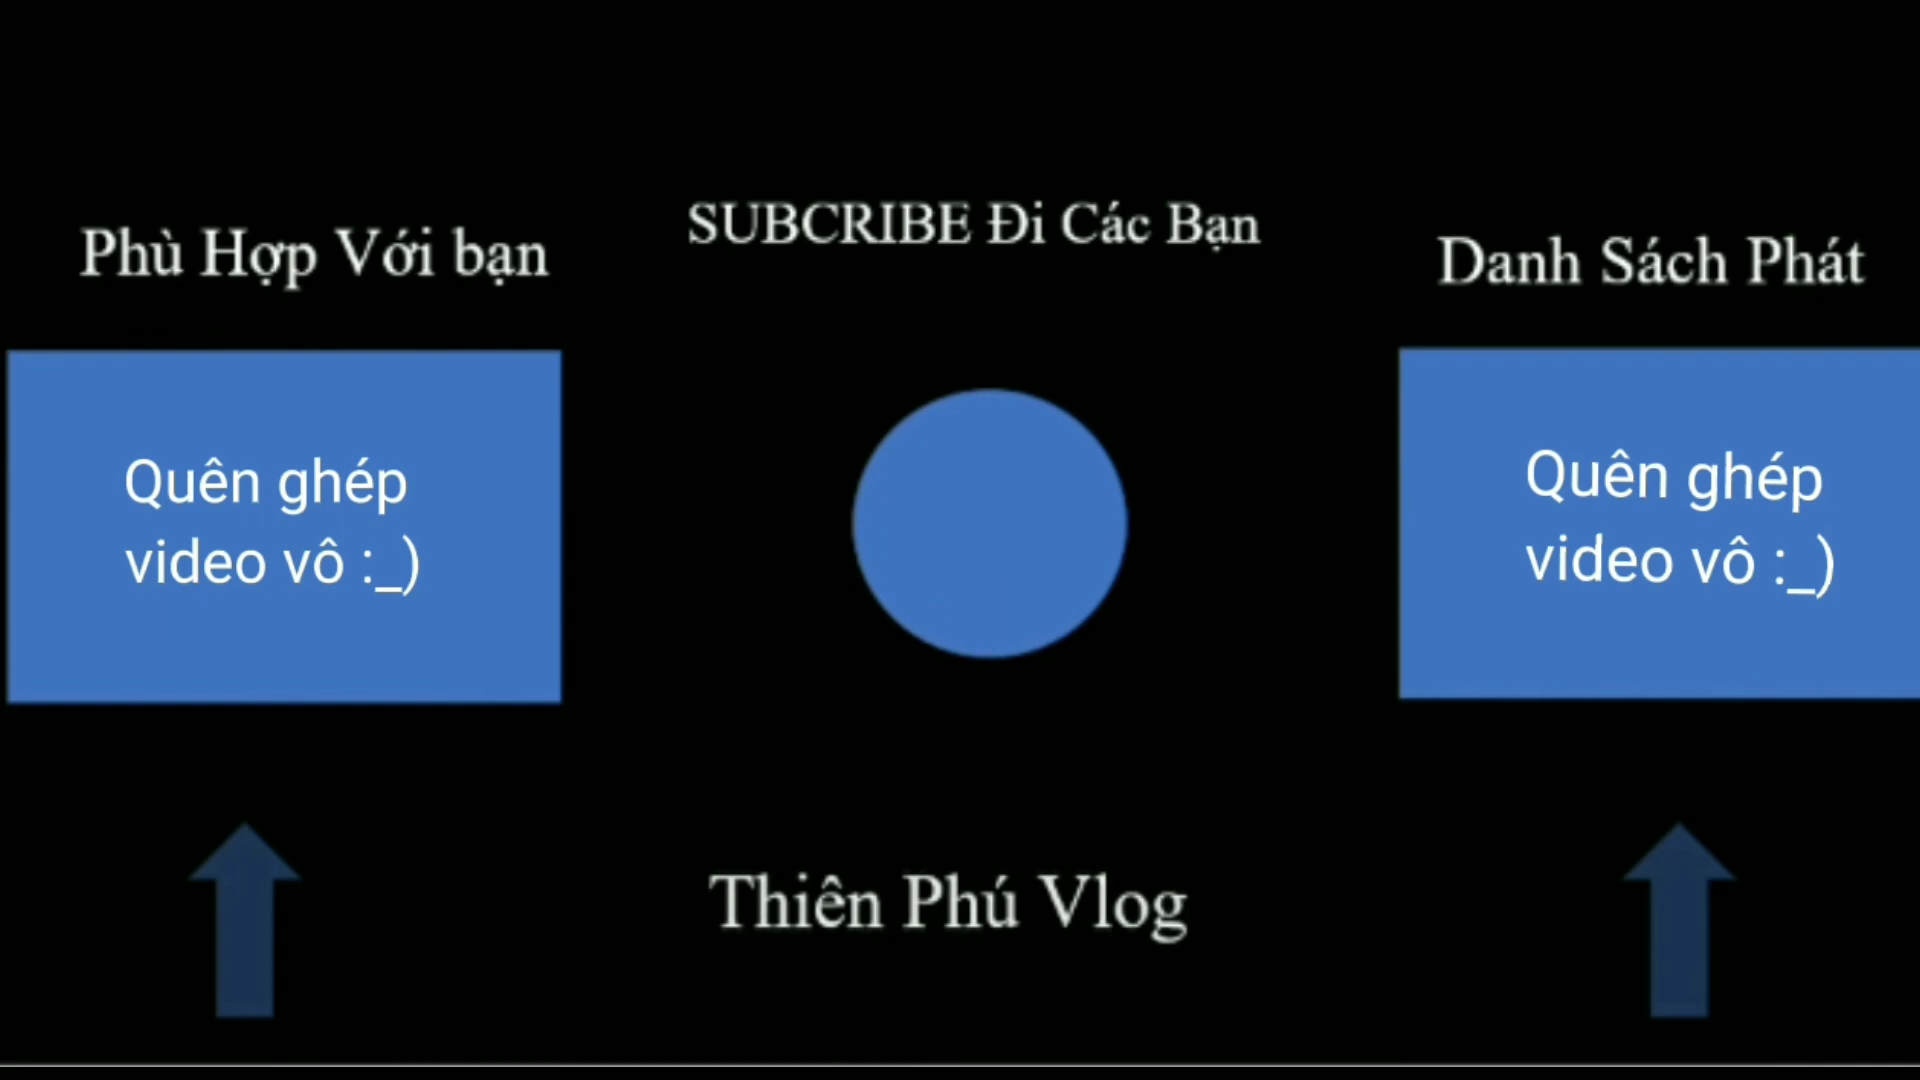 Phù Hợp Với bạn
SUBCRIBE Đi Các Bạn
Danh Sách Phát
Quên ghép
video vô :_)
Quên ghép
video vô :_)
Thiên Phú Vlog